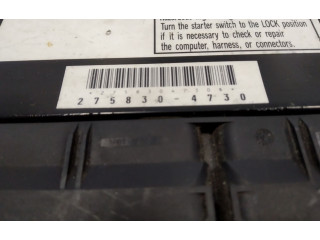 Turn the starter switch to the LOCK position
if it is necessary to check or repair
the computer, harness, or connectors.
275830-4730